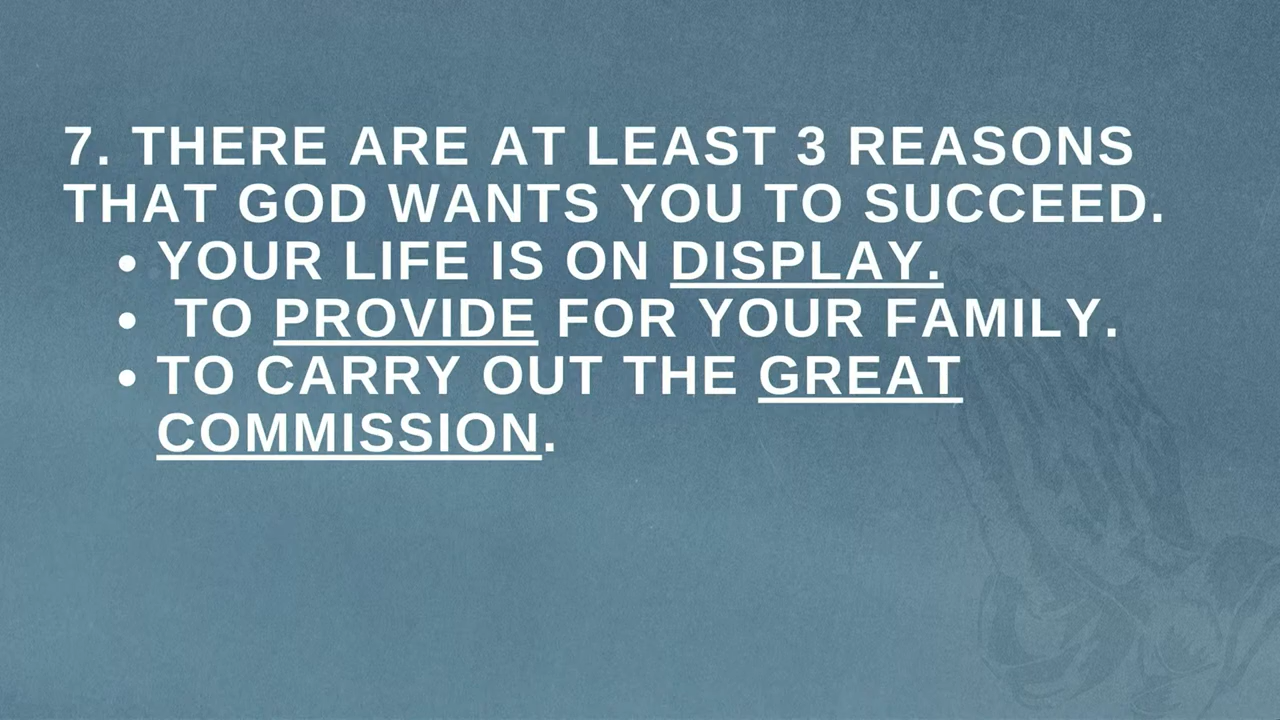 7. THERE ARE AT LEAST 3 REASONS
THAT GOD WANTS YOU TO SUCCEED.
• YOUR LIFE IS ON DISPLAY.
• TO PROVIDE FOR YOUR FAMILY.
• TO CARRY OUT THE GREAT
COMMISSION.